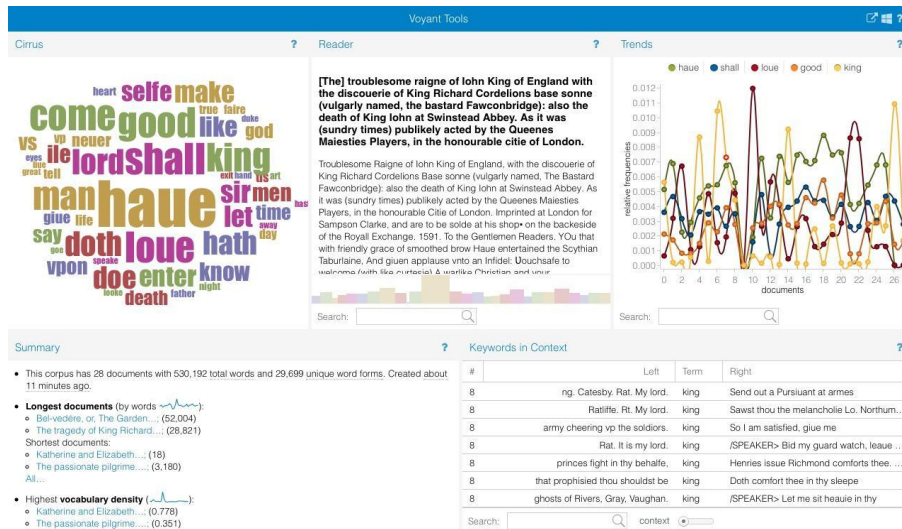 Voyant Tools
?
Cirrus
?
heart selfe make
true faire
come good like duke god
vs vp neuer
eyes liue ile lord shall king
great tell exit hand us art
man haue sir men
giue life let time
say doth loue hath away day
speake
vpon doe enter know
looke death father night
Reader
?
[The] troublesome raigne of Iohn King of England with
the discouerie of King Richard Cordelions base sonne
(vulgarly named, the bastard Fawconbridge): also the
death of King Iohn at Swinstead Abbey. As it was
(sundry times) publikely acted by the Queenes
Maiesties Players, in the honourable citie of London.
Troublesome Raigne of Iohn King of England, with the discouerie of
King Richard Cordelions Base sonne (vulgarly named, The Bastard
Fawconbridge): also the death of King Iohn at Swinstead Abbey. As
it was (sundry times) publikely acted by the Queenes Maiesties
Players, in the honourable Citie of London. Imprinted at London for
Sampson Clarke, and are to be solde at his shop• on the backeside
of the Royall Exchange. 1591. To the Gentlemen Readers. YOu that
with friendly grace of smoothed brow Haue entertained the Scythian
Taburlaine, And giuen applause vnto an Infidel: Uouchsafe to
welcome (with like curtesie) A warlike Christian and your
Search:
Trends
?
haue shall loue good king
0.012
0.011
0.010
0.009
0.008
0.007
0.006
0.005
0.004
0.003
0.002
0.001
0.000
relative frequencies
0 2 4 6 8 10 12 14 16 18 20 22 24 26
documents
Search:
Summary
?
This corpus has 28 documents with 530,192 total words and 29,699 unique word forms. Created about
11 minutes ago.
Longest documents (by words):
Bel-vedére, or, The Garden…; (52,004)
The tragedy of King Richard…; (28,821)
Shortest documents:
Katherine and Elizabeth…; (18)
The passionate pilgrime…; (3,180)
All…
Highest vocabulary density ():
Katherine and Elizabeth…; (0.778)
The passionate pilgrime…; (0.351)
Keywords in Context
?
# Left Term Right
8 ng. Catesby. Rat. My lord. king Send out a Pursiuant at armes
8 Ratliffe. Rt. My lord. king Sawst thou the melancholie Lo. Northum..
8 army cheering vp the soldiors. king So I am satisfied, giue me
8 Rat. It is my lord. king /SPEAKER> Bid my guard watch, leaue ..
8 princes fight in thy behalfe, king Henries issue Richmond comforts thee. ...
8 that prophisied thou shouldst be king Doth comfort thee in thy sleepe
8 ghosts of Rivers, Gray, Vaughan. king /SPEAKER> Let me sit heauie in thy
Search:
context